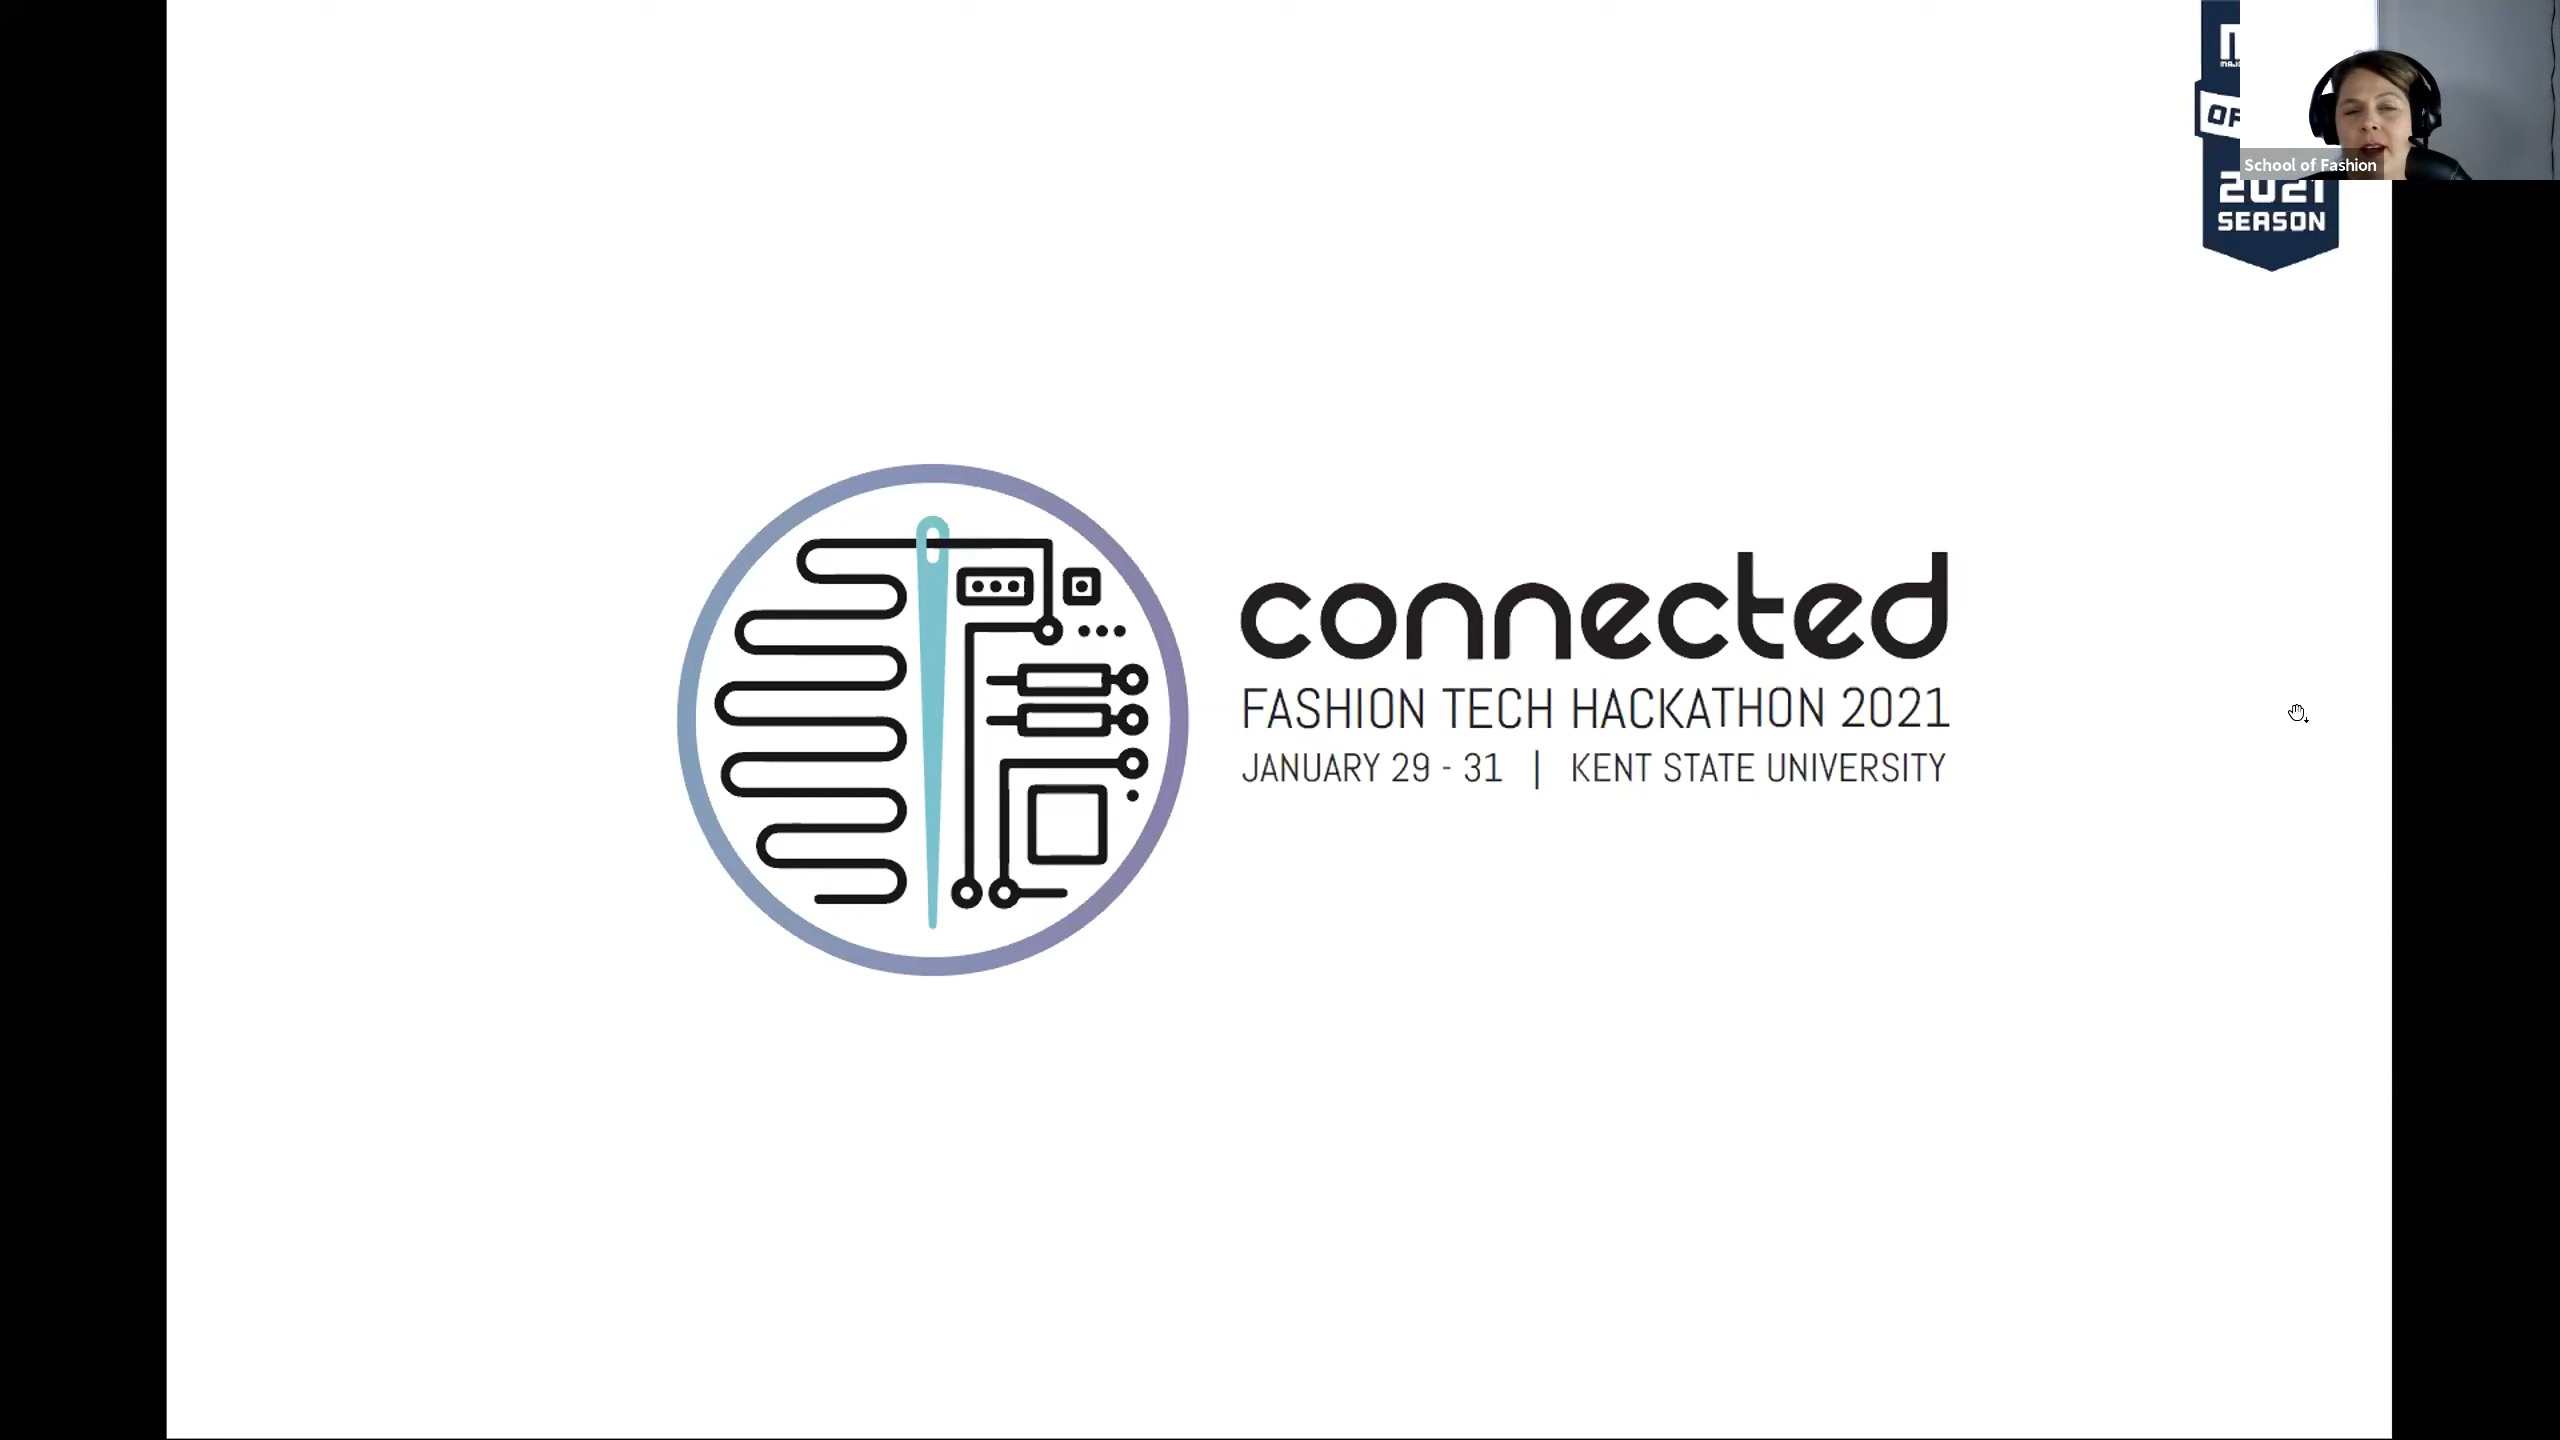 School of Fashion
2021
SEASON
connected
FASHION TECH HACKATHON 2021
JANUARY 29 - 31 | KENT STATE UNIVERSITY